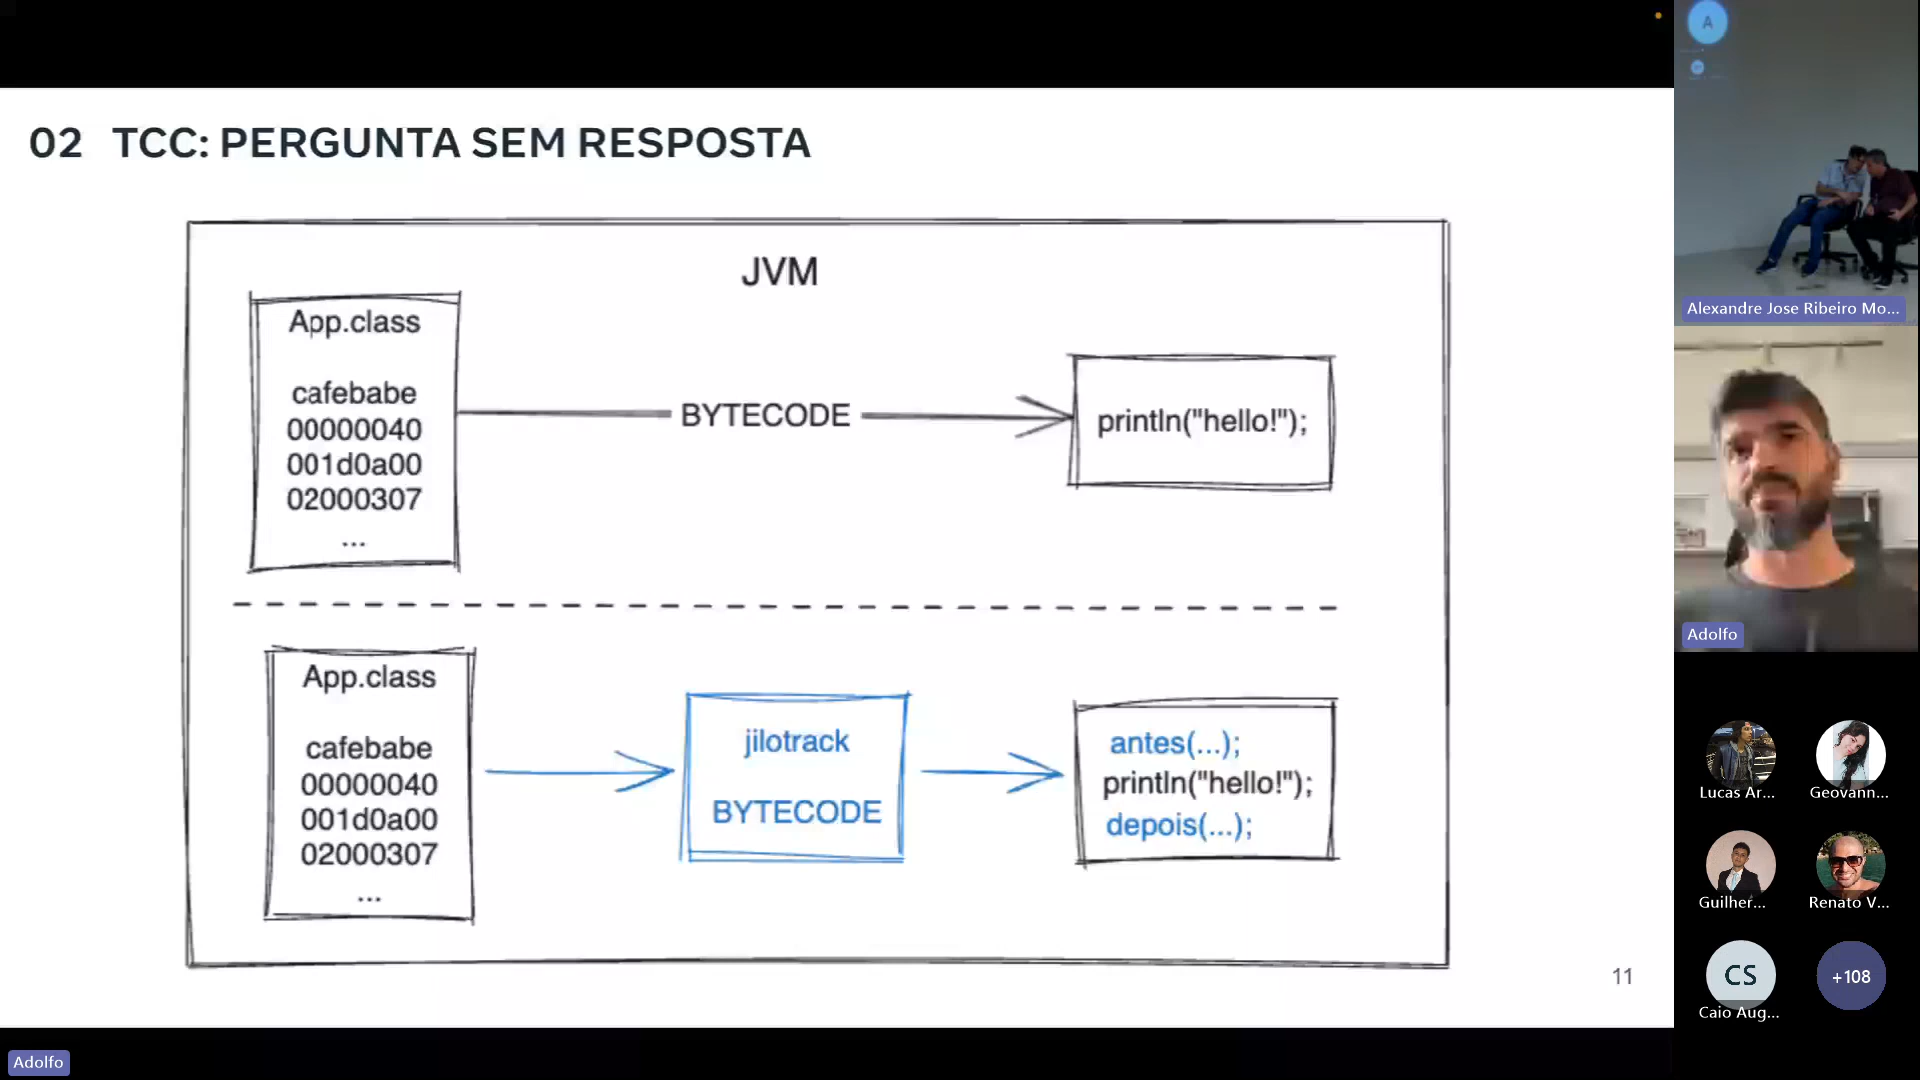 02 TCC: PERGUNTA SEM RESPOSTA
JVM
App.class
cafebabe
00000040
001d0a00
02000307
...
BYTECODE
println("hello!");
App.class
cafebabe
00000040
001d0a00
02000307
...
jilotrack
BYTECODE
antes(...);
println("hello!");
depois(...);
11
Adolfo
A
Alexandre Jose Ribeiro Mo...
Adolfo
Lucas Ar...
Geovann...
Guilher...
Renato V...
CS
Caio Aug...
+108